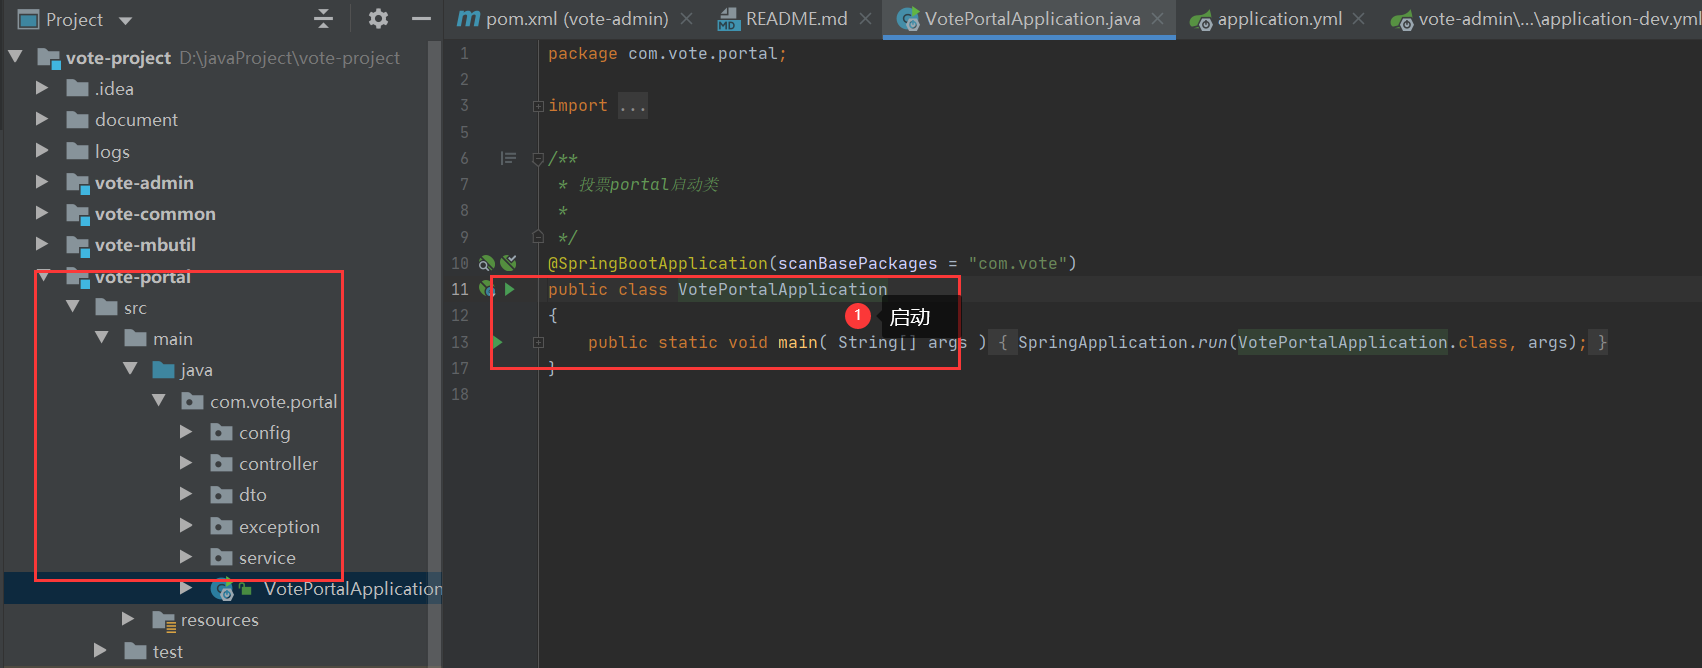 Project
pom.xml (vote-admin)
README.md
VotePortalApplication.java
application.yml
vote-admin\...\application-dev.yml
vote-project D:\javaProject\vote-project
.idea
document
logs
vote-admin
vote-common
vote-mbutil
vote-portal
src
main
java
com.vote.portal
config
controller
dto
exception
service
VotePortalApplication
resources
test
1 package com.vote.portal;
2
3 import ...
5
6 /**
7 * 投票portal启动类
8 *
9 */
10 @SpringBootApplication(scanBasePackages = "com.vote")
11 public class VotePortalApplication
12 {
1 启动
13 public static void main( String[] args ) { SpringApplication.run(VotePortalApplication.class, args); }
17 }
18